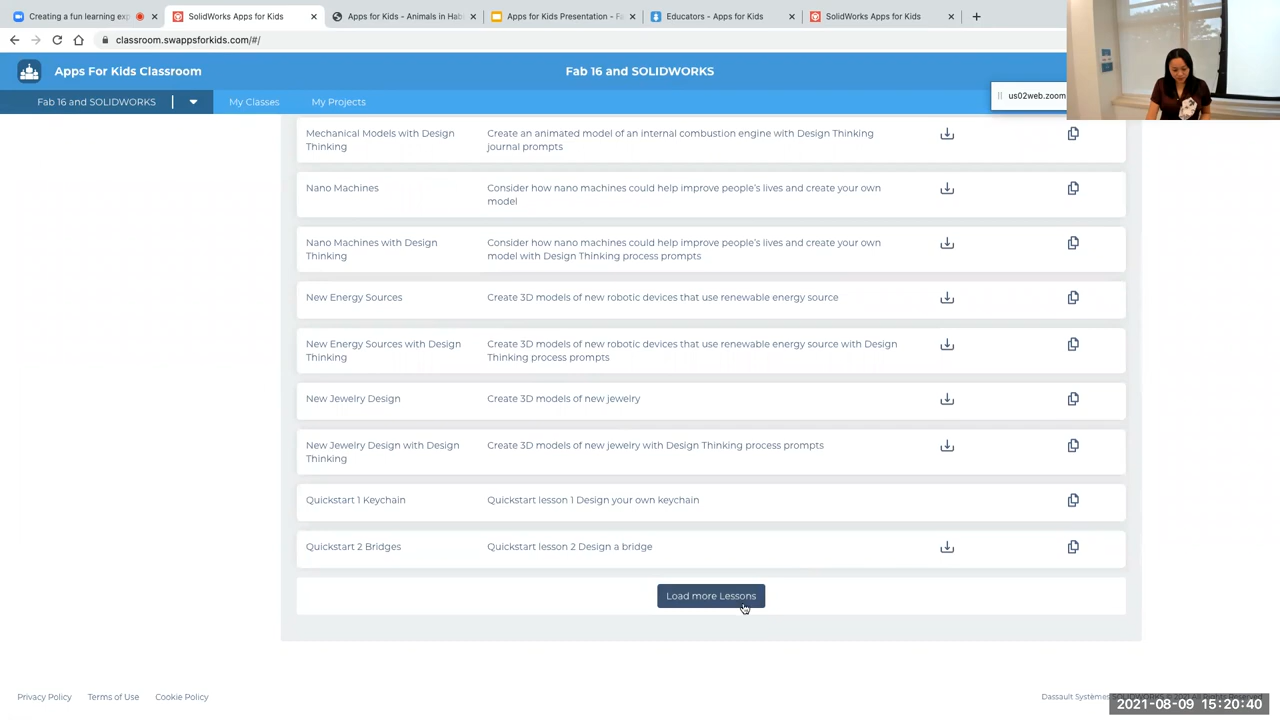 Creating a fun learning exp
SolidWorks Apps for Kids
Apps for Kids - Animals in Hab
Apps for Kids Presentation - Fa
Educators - Apps for Kids
SolidWorks Apps for Kids
classroom.swappsforkids.com/#/
Apps For Kids Classroom
Fab 16 and SOLIDWORKS
Fab 16 and SOLIDWORKS
My Classes
My Projects
us02web.zoom
Mechanical Models with Design
Thinking
Create an animated model of an internal combustion engine with Design Thinking
journal prompts
Nano Machines
Consider how nano machines could help improve people's lives and create your own
model
Nano Machines with Design
Thinking
Consider how nano machines could help improve people's lives and create your own
model with Design Thinking process prompts
New Energy Sources
Create 3D models of new robotic devices that use renewable energy source
New Energy Sources with Design
Thinking
Create 3D models of new robotic devices that use renewable energy source with Design
Thinking process prompts
New Jewelry Design
Create 3D models of new jewelry
New Jewelry Design with Design
Thinking
Create 3D models of new jewelry with Design Thinking process prompts
Quickstart 1 Keychain
Quickstart lesson 1 Design your own keychain
Quickstart 2 Bridges
Quickstart lesson 2 Design a bridge
Load more Lessons
Privacy Policy
Terms of Use
Cookie Policy
Dassault Systèmes
2021-08-09 15:20:40